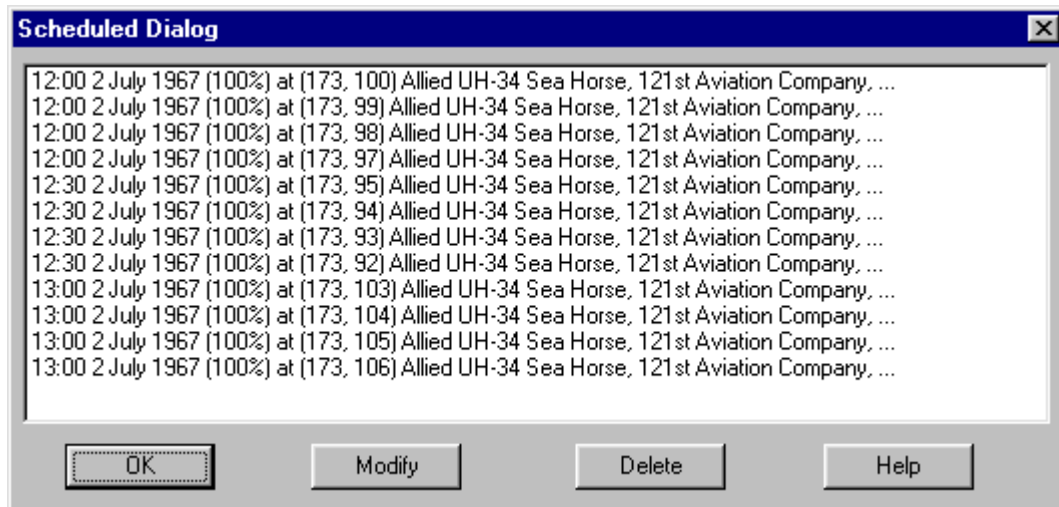 Scheduled Dialog
12:00 2 July 1967 (100%) at (173, 100) Allied UH-34 Sea Horse, 121st Aviation Company, ...
12:00 2 July 1967 (100%) at (173, 99) Allied UH-34 Sea Horse, 121st Aviation Company, ...
12:00 2 July 1967 (100%) at (173, 98) Allied UH-34 Sea Horse, 121st Aviation Company, ...
12:00 2 July 1967 (100%) at (173, 97) Allied UH-34 Sea Horse, 121st Aviation Company, ...
12:30 2 July 1967 (100%) at (173, 95) Allied UH-34 Sea Horse, 121st Aviation Company, ...
12:30 2 July 1967 (100%) at (173, 94) Allied UH-34 Sea Horse, 121st Aviation Company, ...
12:30 2 July 1967 (100%) at (173, 93) Allied UH-34 Sea Horse, 121st Aviation Company, ...
12:30 2 July 1967 (100%) at (173, 92) Allied UH-34 Sea Horse, 121st Aviation Company, ...
13:00 2 July 1967 (100%) at (173, 103) Allied UH-34 Sea Horse, 121st Aviation Company, ...
13:00 2 July 1967 (100%) at (173, 104) Allied UH-34 Sea Horse, 121st Aviation Company, ...
13:00 2 July 1967 (100%) at (173, 105) Allied UH-34 Sea Horse, 121st Aviation Company, ...
13:00 2 July 1967 (100%) at (173, 106) Allied UH-34 Sea Horse, 121st Aviation Company, ...
OK Modify Delete Help